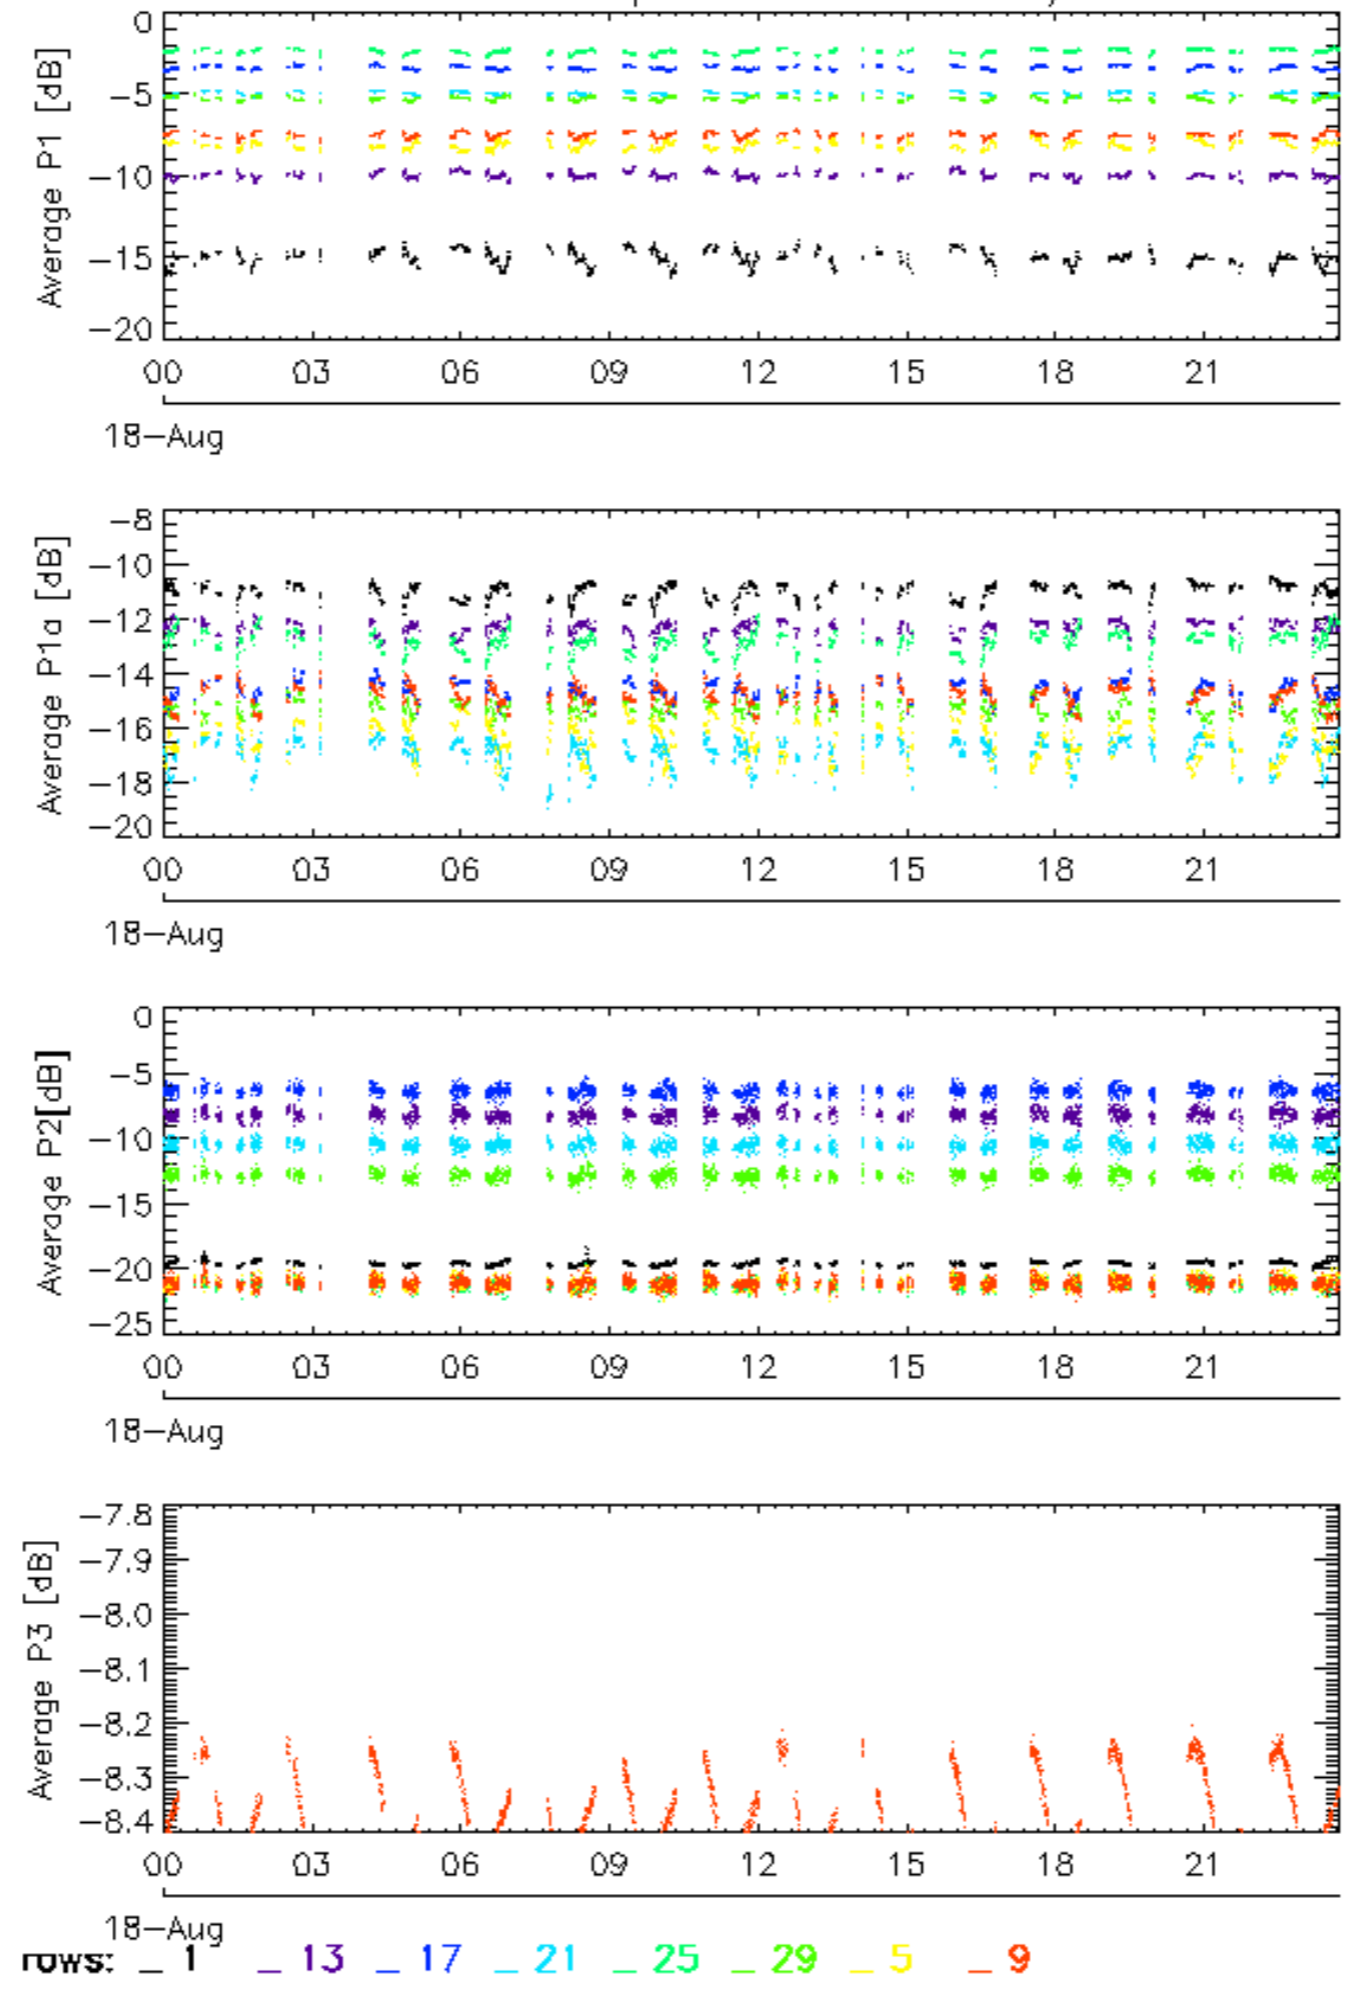 0
−5
−10
−15
−20
Average P1 [dB]
00 03 06 09 12 15 18 21
18−Aug
−8
−10
−12
−14
−16
−18
−20
Average P1a [dB]
00 03 06 09 12 15 18 21
18−Aug
0
−5
−10
−15
−20
−25
Average P2[dB]
00 03 06 09 12 15 18 21
18−Aug
−7.8
−7.9
−8.0
−8.1
−8.2
−8.3
−8.4
Average P3 [dB]
00 03 06 09 12 15 18 21
18−Aug
rows: _ 1 _ 13 _ 17 _ 21 _ 25 _ 29 _ 5 _ 9